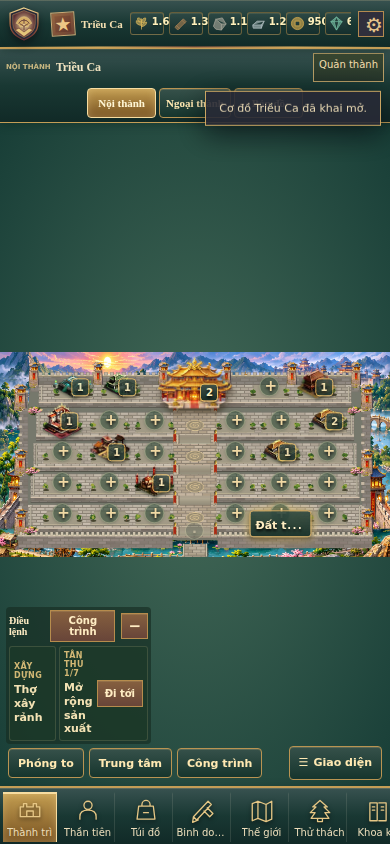 Triều Ca
1.6
1.3
1.1
1.2
950
NỘI THÀNH Triều Ca
Quản thành
Nội thành
Ngoại th
Cơ đồ Triều Ca đã khai mở.
1
1
2
+
1
1
+
+
+
+
2
+
1
+
+
1
+
+
+
1
+
+
+
+
+
+
+
+
+
Đất t...
Điều lệnh
Công trình
−
XÂY DỰNG
Thợ xây rảnh
TÂN THỦ 1/7
Mở rộng sản xuất
Đi tới
Phóng to
Trung tâm
Công trình
☰ Giao diện
Thành trì
Thần tiên
Túi đồ
Binh do...
Thế giới
Thử thách
Khoa k